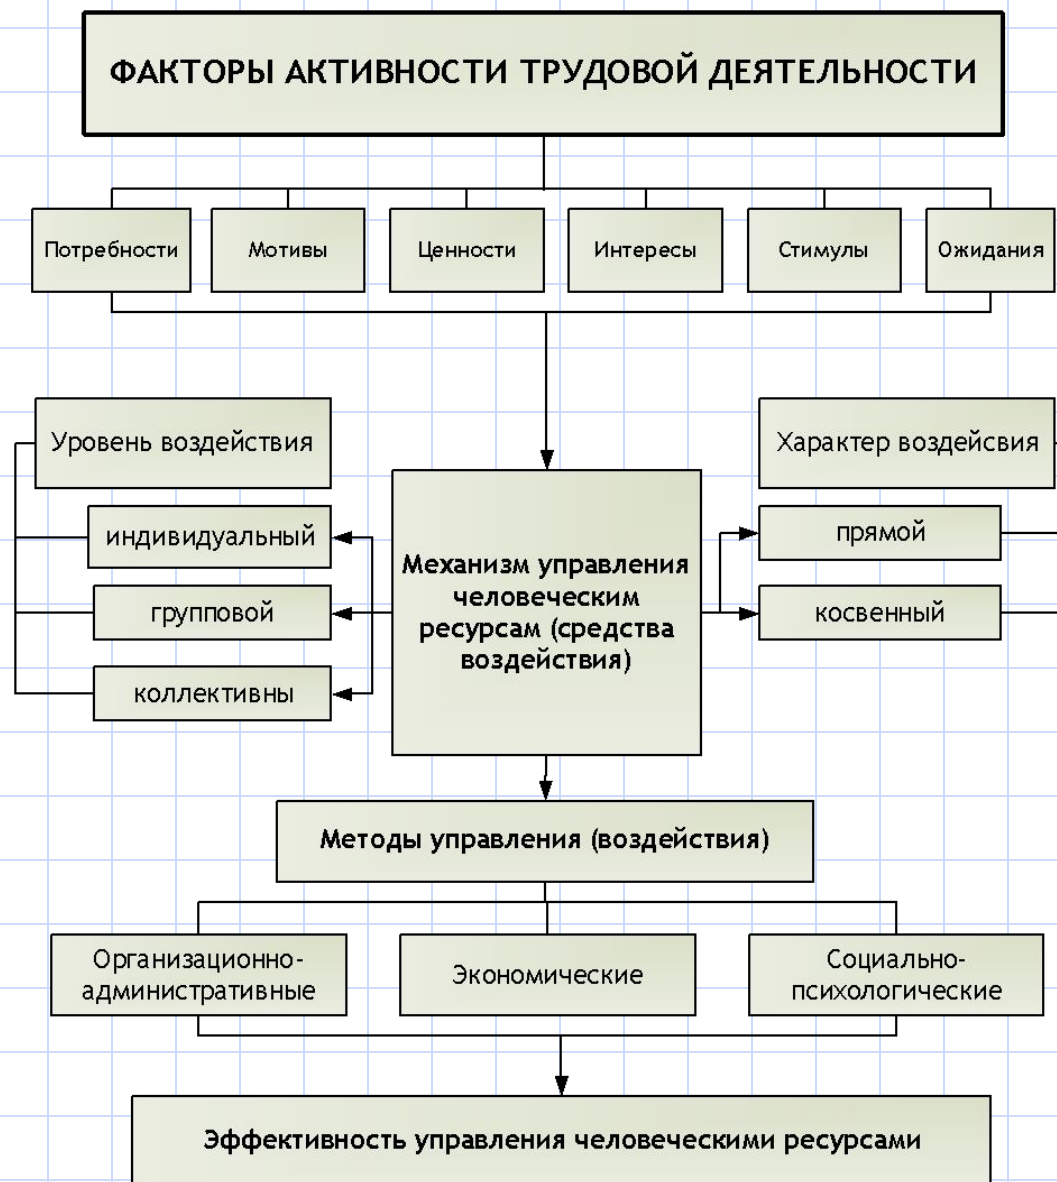 ФАКТОРЫ АКТИВНОСТИ ТРУДОВОЙ ДЕЯТЕЛЬНОСТИ
Потребности
Мотивы
Ценности
Интересы
Стимулы
Ожидания
Уровень воздействия
индивидуальный
групповой
коллективны
Механизм управления
человеческим
ресурсам (средства
воздействия)
Характер воздейсвия
прямой
косвенный
Методы управления (воздействия)
Организационно-
административные
Экономические
Социально-
психологические
Эффективность управления человеческими ресурсами